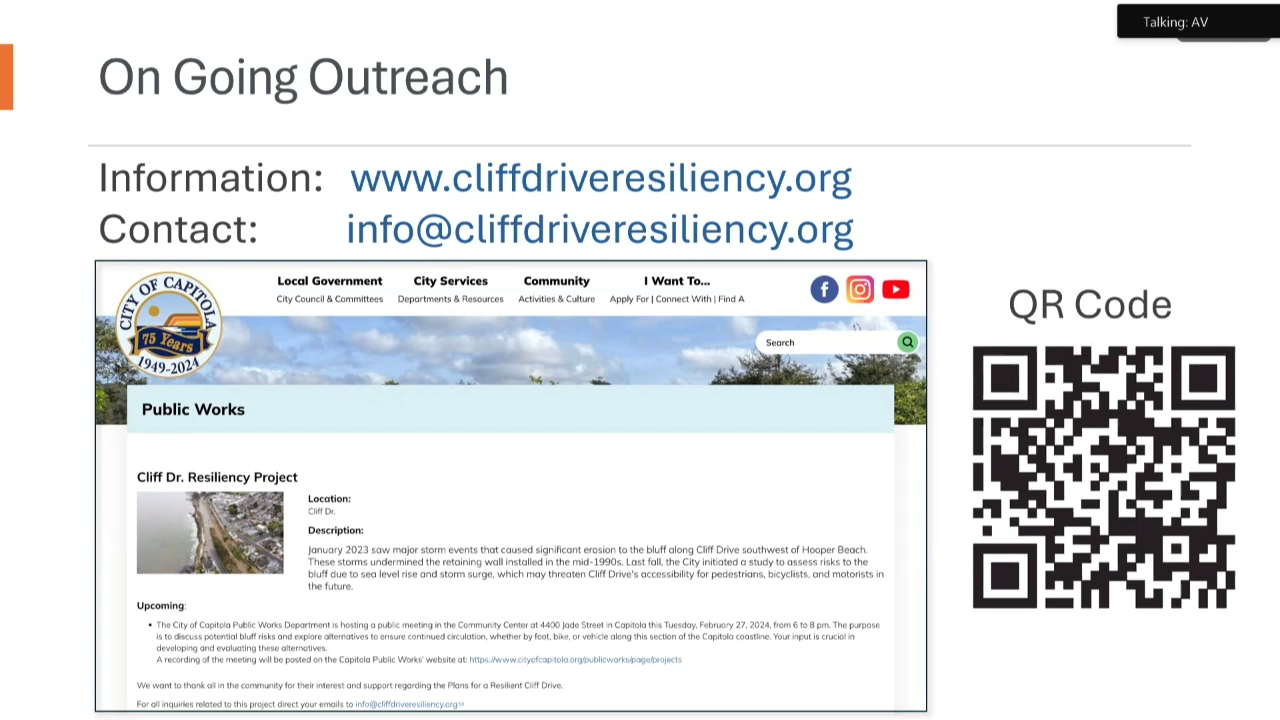 Talking: AV
On Going Outreach
Information: www.cliffdriveresiliency.org
Contact: info@cliffdriveresiliency.org
CITY OF CAPITOLA
75 Years
1949-2024
Local Government City Services Community I Want To...
City Council & Committees Departments & Resources Activities & Culture Apply For | Connect With | Find A
Search
Public Works
QR Code
Cliff Dr. Resiliency Project
Location:
Cliff Dr.
Description:
January 2023 saw major storm events that caused significant erosion to the bluff along Cliff Drive southwest of Hooper Beach.
These storms undermined the retaining wall installed in the mid-1990s. Last fall, the City initiated a study to assess risks to the
bluff due to sea level rise and storm surge, which may threaten Cliff Drive's accessibility for pedestrians, bicyclists, and motorists in
the future.
Upcoming:
• The City of Capitola Public Works Department is hosting a public meeting in the Community Center at 4400 Jade Street in Capitola this Tuesday, February 27, 2024, from 6 to 8 pm. The purpose
is to discuss potential bluff risks and explore alternatives to ensure continued circulation, whether by foot, bike, or vehicle along this section of the Capitola coastline. Your input is crucial in
developing and evaluating these alternatives.
A recording of the meeting will be posted on the Capitola Public Works' website at: https://www.cityofcapitola.org/publicworks/page/projects
We want to thank all in the community for their interest and support regarding the Plans for a Resilient Cliff Drive.
For all inquiries related to this project direct your emails to info@cliffdriveresiliency.org